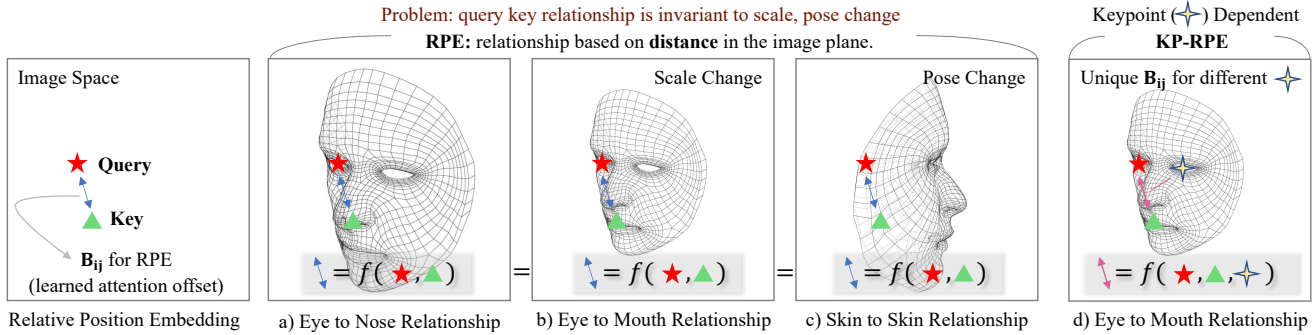 Problem: query key relationship is invariant to scale, pose change
Keypoint ( ) Dependent
RPE: relationship based on distance in the image plane.
KP-RPE
Image Space
Query
Key
B_ij for RPE
(learned attention offset)
Relative Position Embedding
= f( , )
a) Eye to Nose Relationship
=
Scale Change
= f( , )
b) Eye to Mouth Relationship
=
Pose Change
= f( , )
c) Skin to Skin Relationship
Unique B_ij for different
= f( , , )
d) Eye to Mouth Relationship